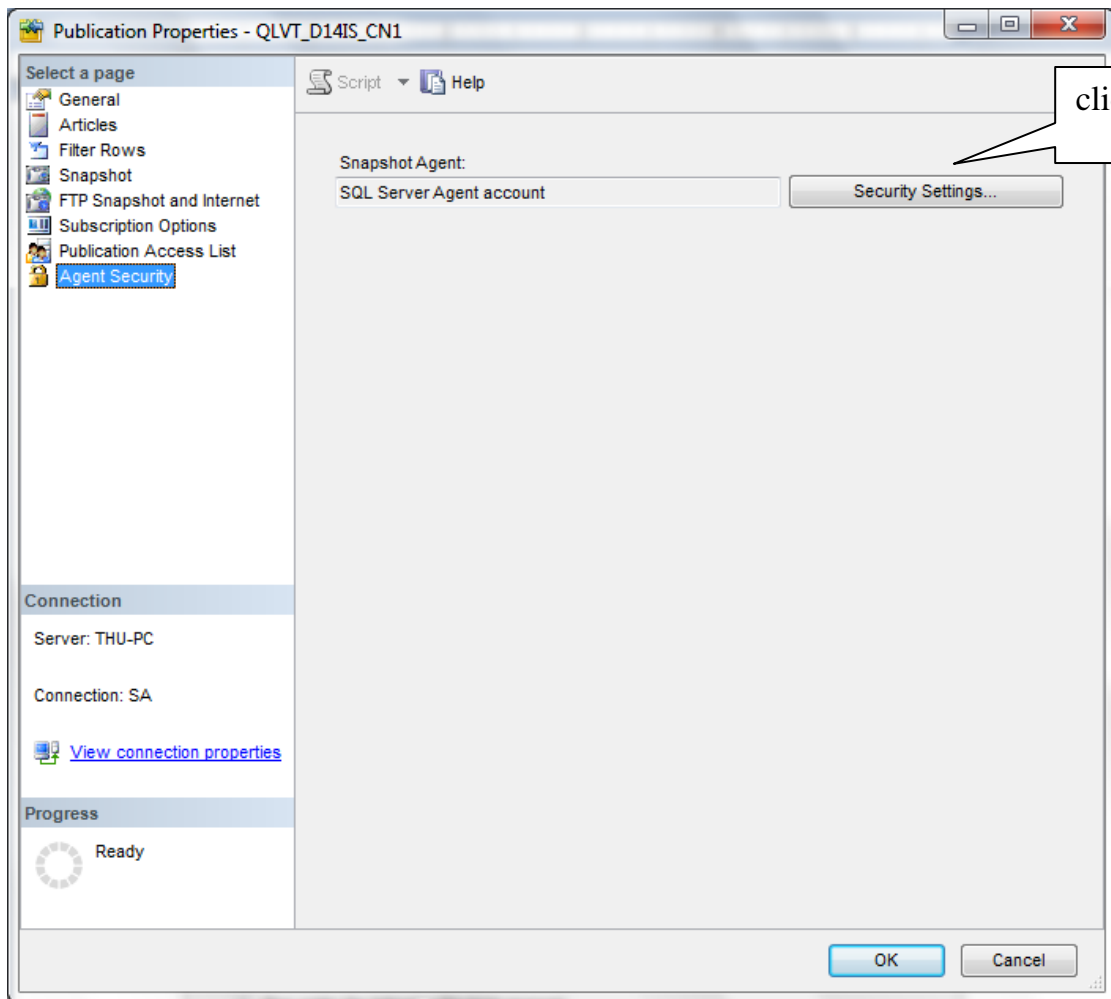 Publication Properties - QLVT_D14IS_CN1
Select a page
General
Articles
Filter Rows
Snapshot
FTP Snapshot and Internet
Subscription Options
Publication Access List
Agent Security
Script
Help
Snapshot Agent:
SQL Server Agent account
Security Settings...
Connection
Server: THU-PC
Connection: SA
View connection properties
Progress
Ready
OK
Cancel